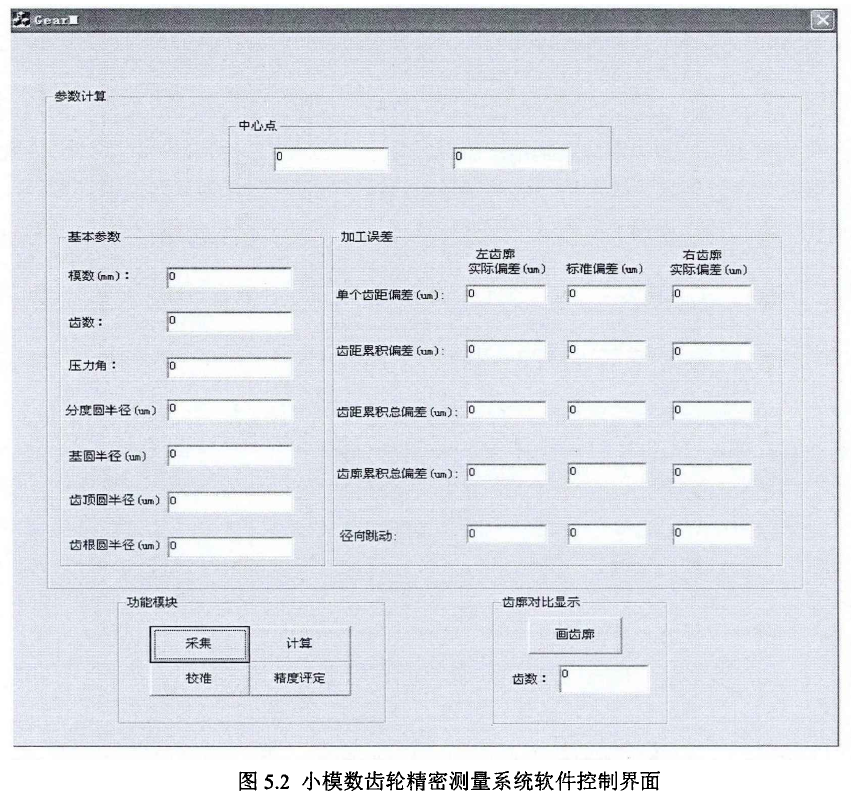 Gear
参数计算
中心点
0 0
基本参数
模数(mm)： 0
齿数： 0
压力角： 0
分度圆半径(um) 0
基圆半径(um) 0
齿顶圆半径(um) 0
齿根圆半径(um) 0
加工误差
左齿廓 右齿廓
实际偏差(um) 标准偏差(um) 实际偏差(um)
单个齿距偏差(um): 0 0 0
齿距累积偏差(um): 0 0 0
齿距累积总偏差(um): 0 0 0
齿廓累积总偏差(um): 0 0 0
径向跳动: 0 0 0
功能模块
采集 计算
校准 精度评定
齿廓对比显示
画齿廓
齿数： 0
图 5.2 小模数齿轮精密测量系统软件控制界面